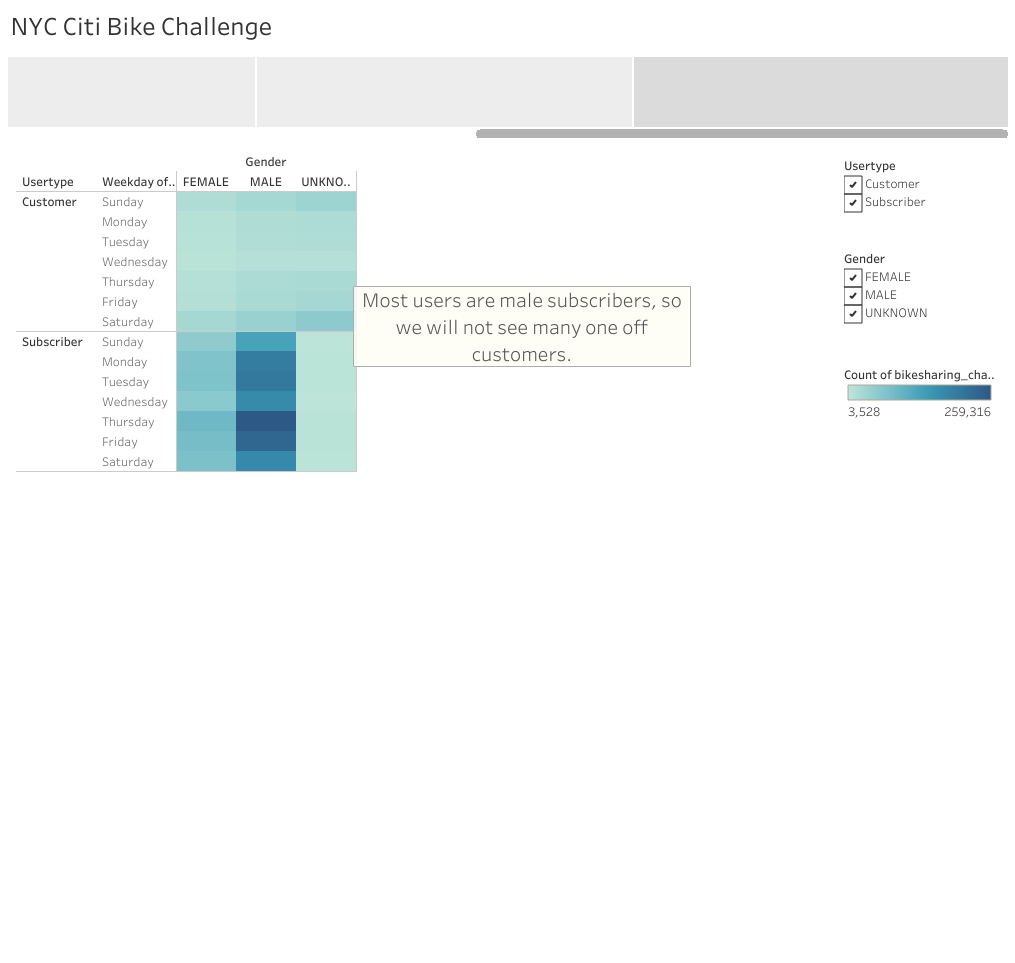 NYC Citi Bike Challenge
Gender
Usertype Weekday of.. FEMALE MALE UNKNO..
Customer Sunday
Monday
Tuesday
Wednesday
Thursday
Friday
Saturday
Subscriber Sunday
Monday
Tuesday
Wednesday
Thursday
Friday
Saturday
Most users are male subscribers, so
we will not see many one off
customers.
Usertype
Customer
Subscriber
Gender
FEMALE
MALE
UNKNOWN
Count of bikesharing_cha..
3,528 259,316